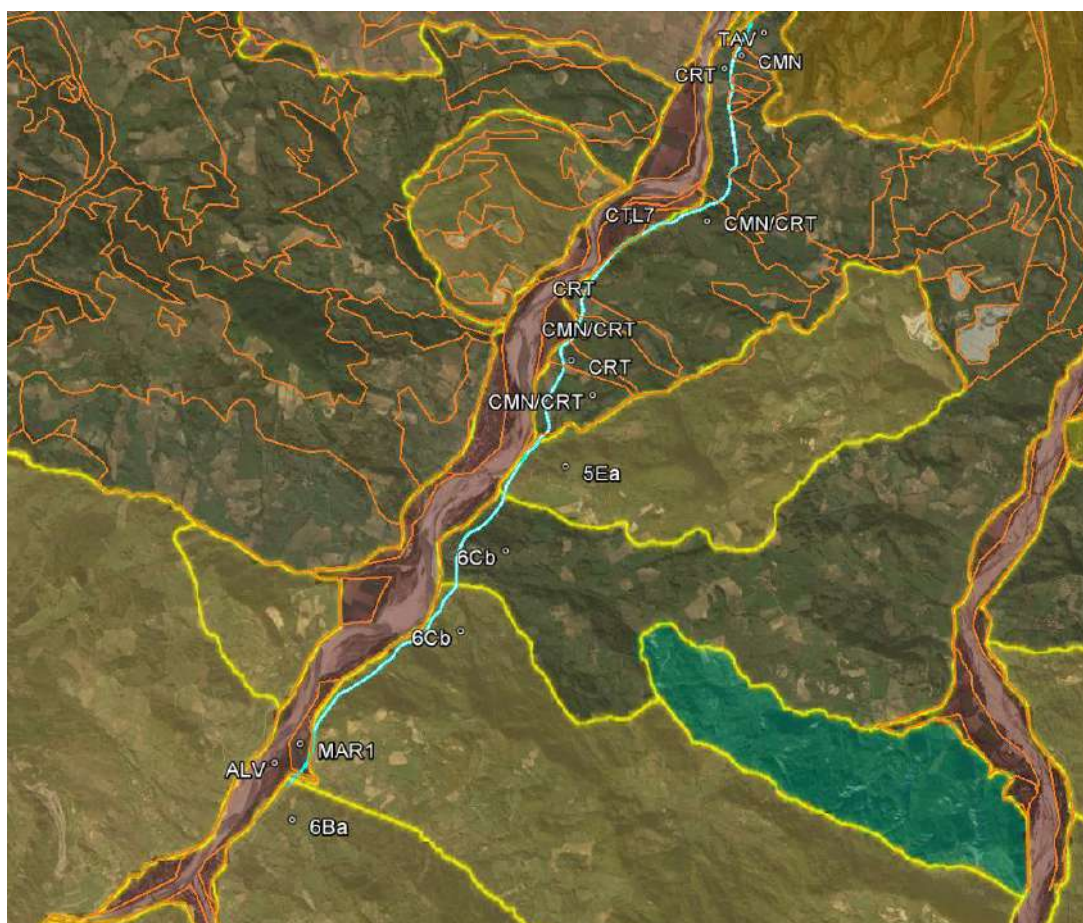 TAV
CMN
CRT
CTL7
CMN/CRT
CRT
CMN/CRT
CRT
CMN/CRT
5Ea
6Cb
6Cb
MAR1
ALV
6Ba